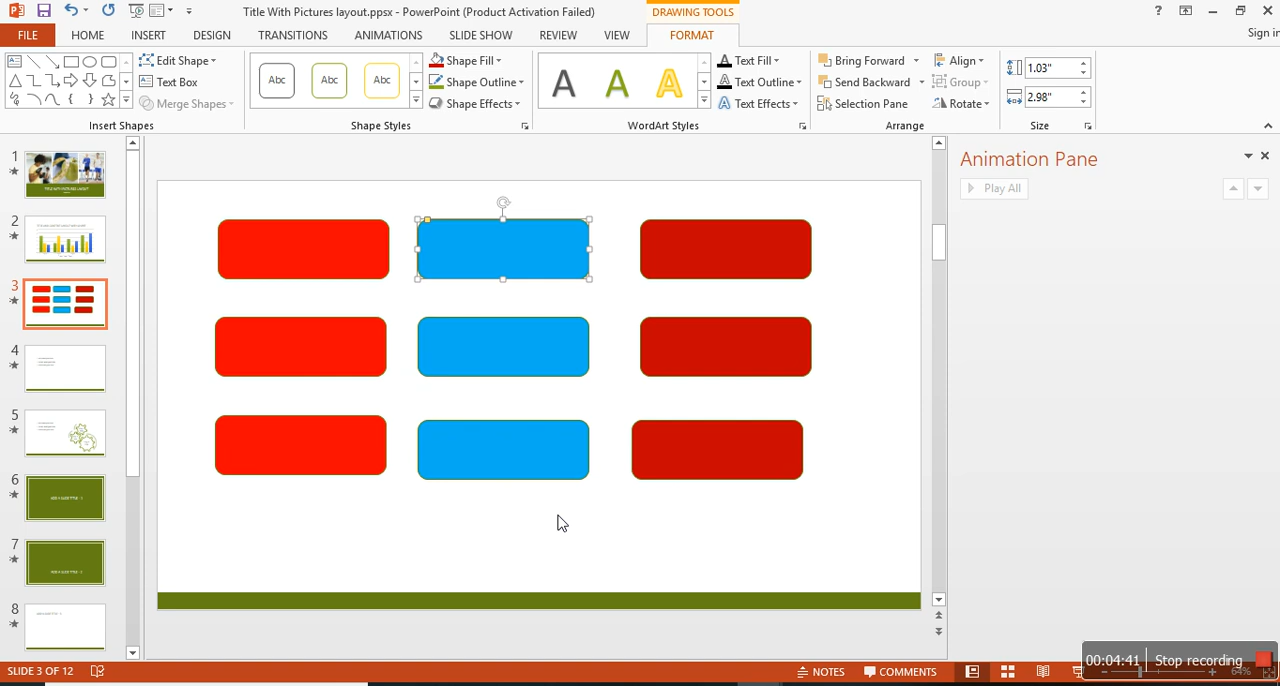 Title With Pictures layout.ppsx - PowerPoint (Product Activation Failed)
DRAWING TOOLS
?
FILE HOME INSERT DESIGN TRANSITIONS ANIMATIONS SLIDE SHOW REVIEW VIEW FORMAT Sign in
Edit Shape
Text Box
Merge Shapes
Insert Shapes
Abc Abc Abc
Shape Fill
Shape Outline
Shape Effects
Shape Styles
A A A
Text Fill
Text Outline
Text Effects
WordArt Styles
Bring Forward
Send Backward
Selection Pane
Align
Group
Rotate
Arrange
1.03"
2.98"
Size
1
2
3
4
5
6
7
8
Animation Pane
Play All
SLIDE 3 OF 12
NOTES
COMMENTS
00:04:41 Stop recording
64%